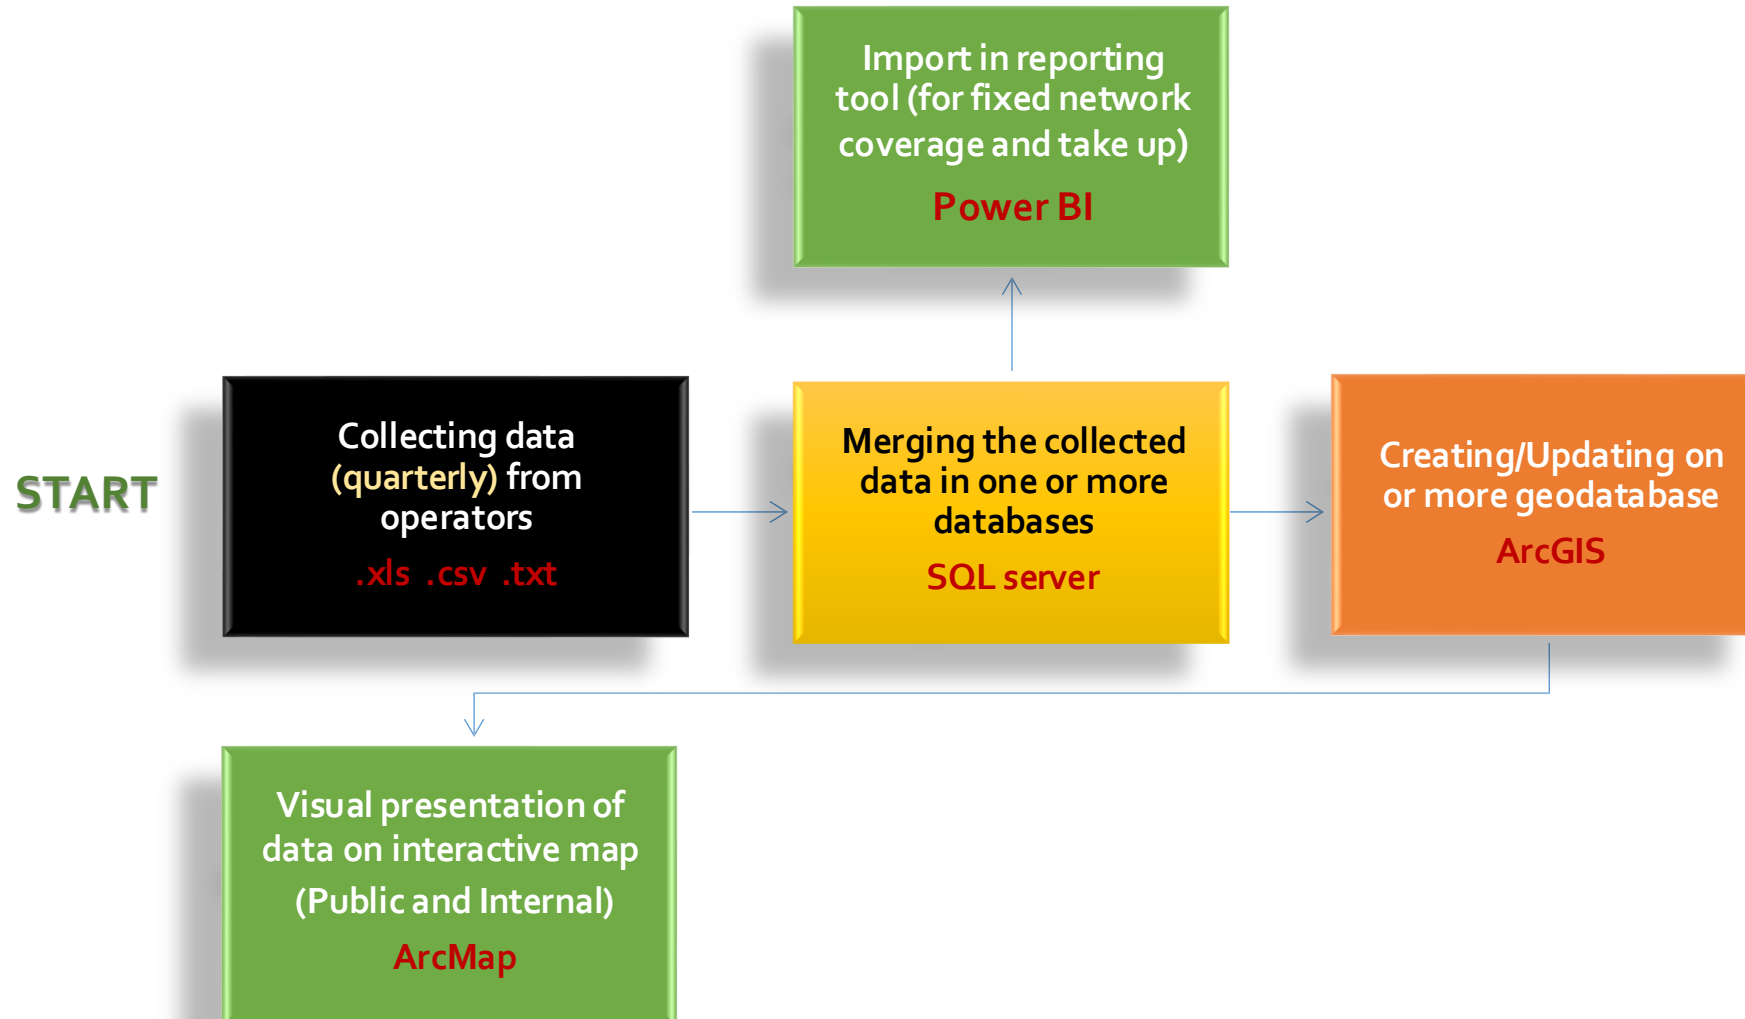 Import in reporting
tool (for fixed network
coverage and take up)
Power BI
START
Collecting data
(quarterly) from
operators
.xls .csv .txt
Merging the collected
data in one or more
databases
SQL server
Creating/Updating on
or more geodatabase
ArcGIS
Visual presentation of
data on interactive map
(Public and Internal)
ArcMap